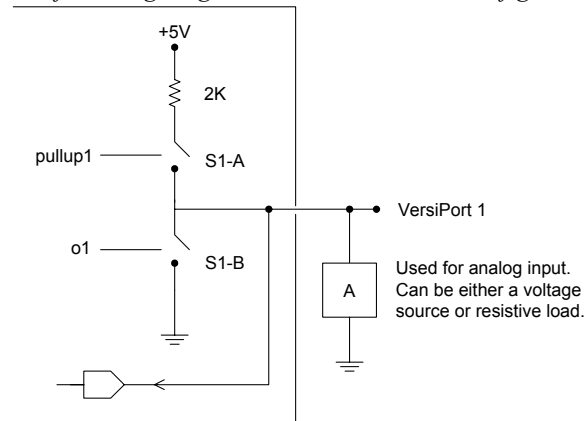 +5V
2K
pullup1
S1-A
VersiPort 1
o1
S1-B
A
Used for analog input.
Can be either a voltage
source or resistive load.